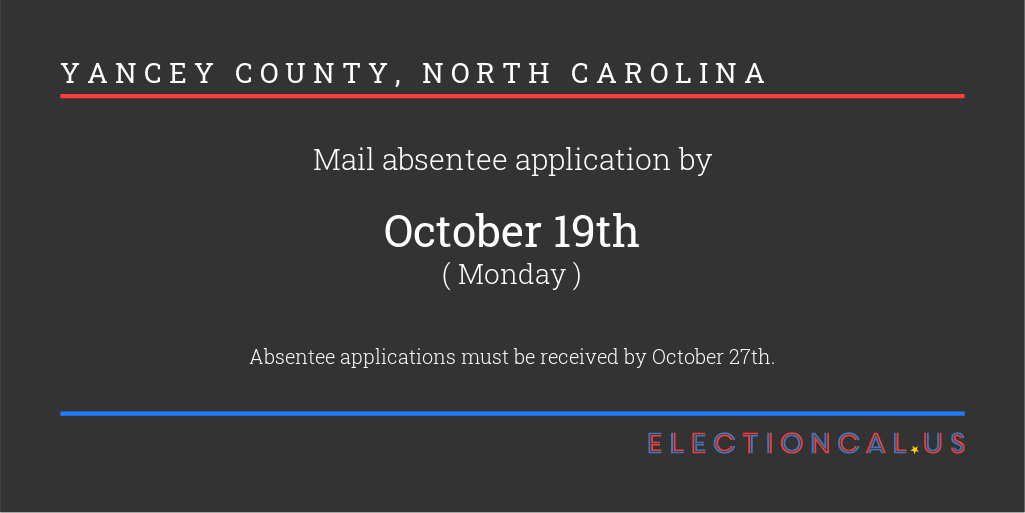 YANCEY COUNTY, NORTH CAROLINA
Mail absentee application by
October 19th
( Monday )
Absentee applications must be received by October 27th.
ELECTIONCAL.US